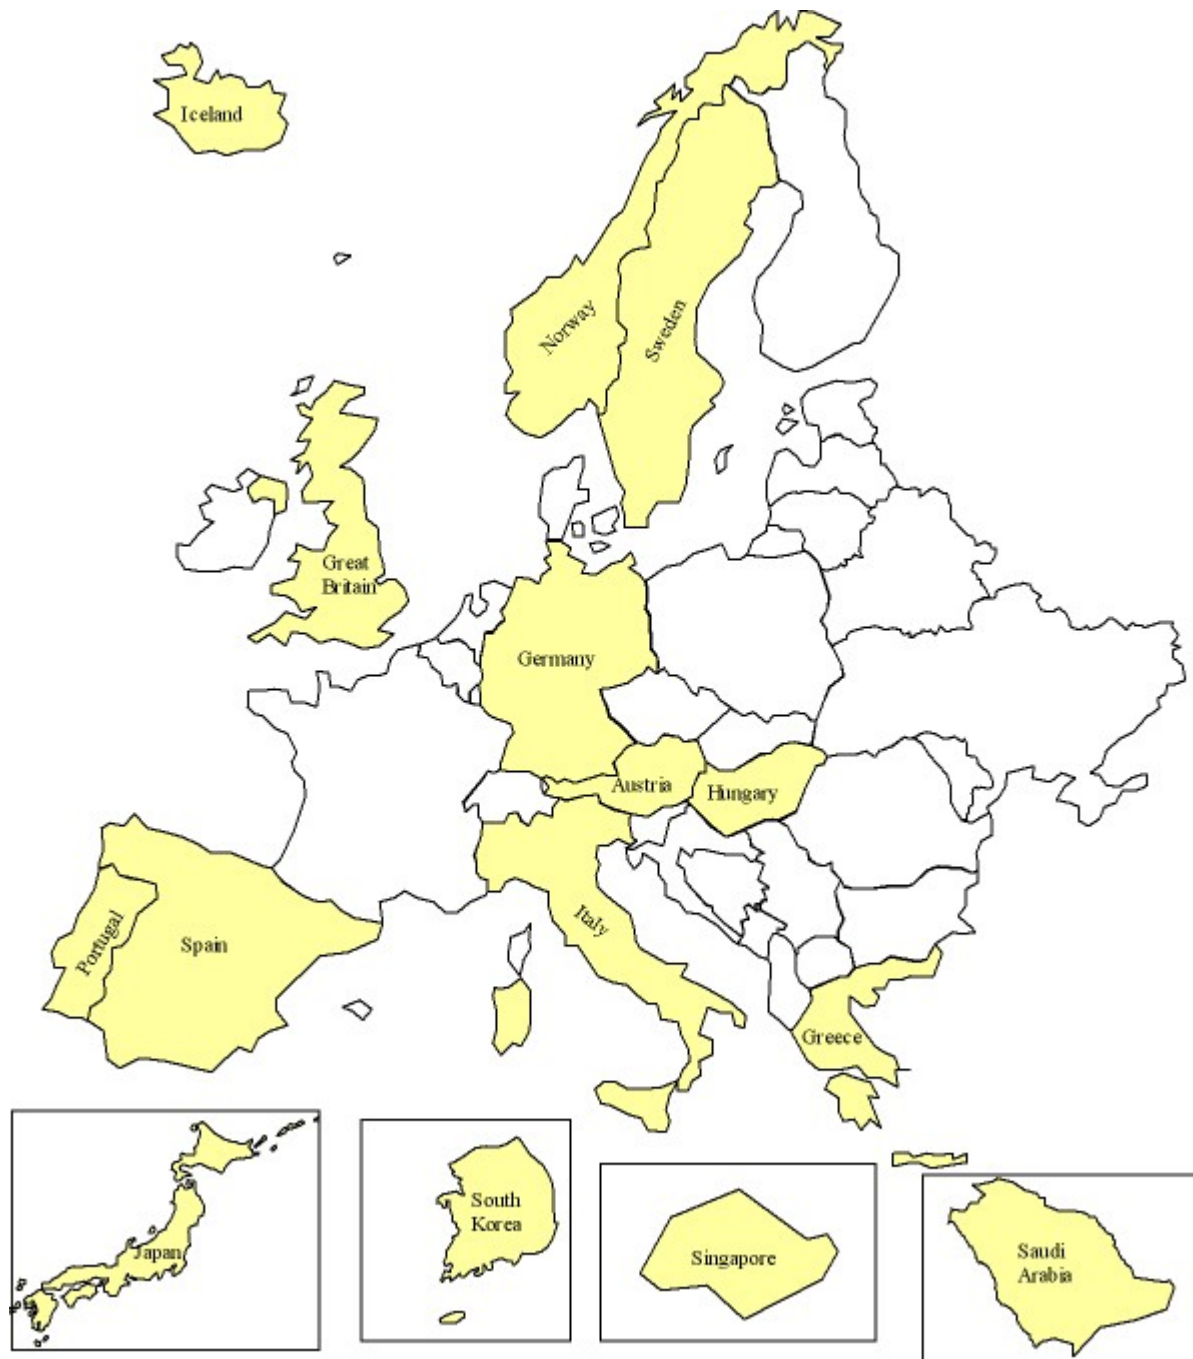 Iceland
Norway
Sweden
Great
Britain
Germany
Austria
Hungary
Portugal
Spain
Italy
Greece
Japan
South
Korea
Singapore
Saudi
Arabia